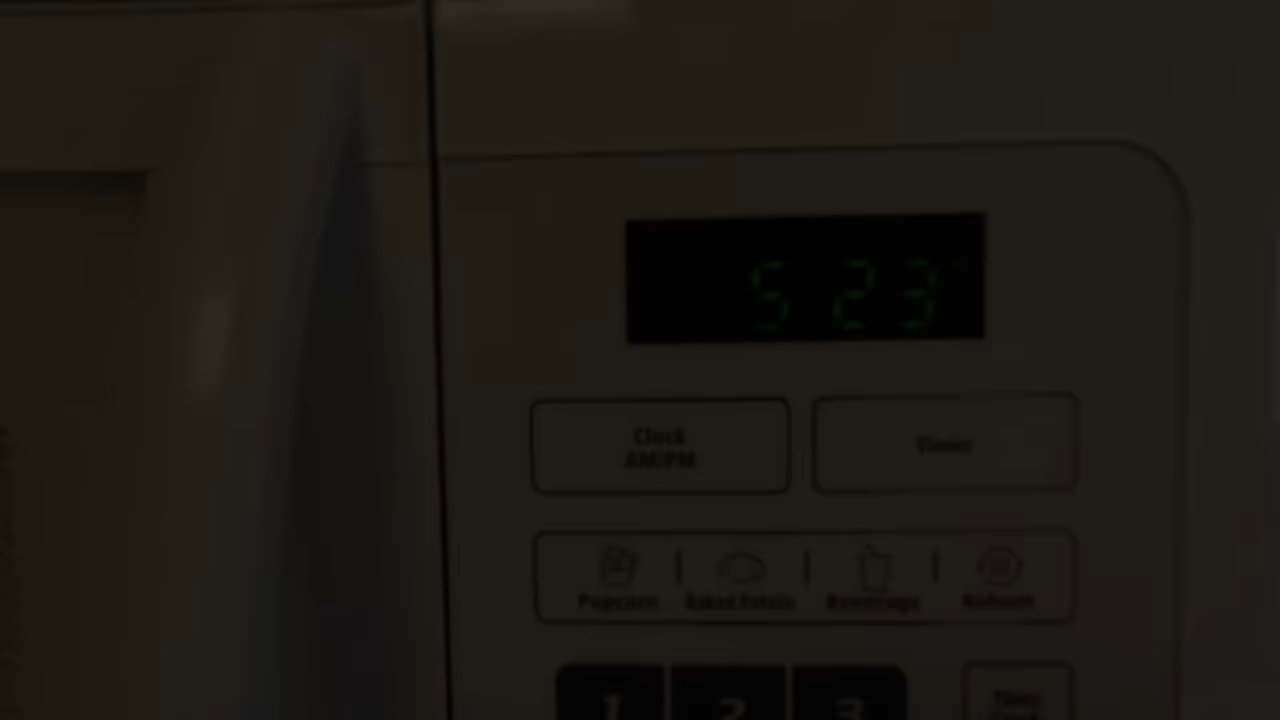 5 23
Clock
AM/PM
Timer
Popcorn
Baked Potato
Beverage
Reheat
1 2 3